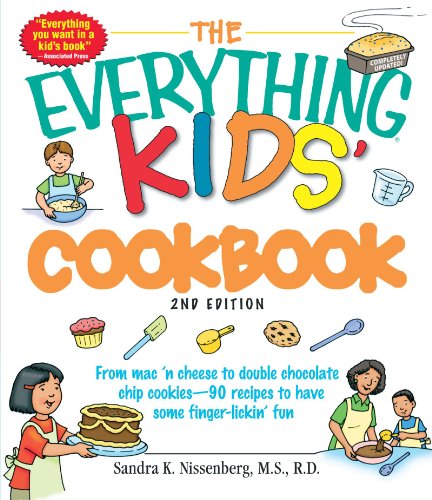 "Everything
you want in a
kid's book"
—Associated Press
THE
COMPLETELY
UPDATED!
EVERYTHING®
KIDS'
COOKBOOK
2ND EDITION
From mac 'n cheese to double chocolate
chip cookies—90 recipes to have
some finger-lickin' fun
Sandra K. Nissenberg, M.S., R.D.